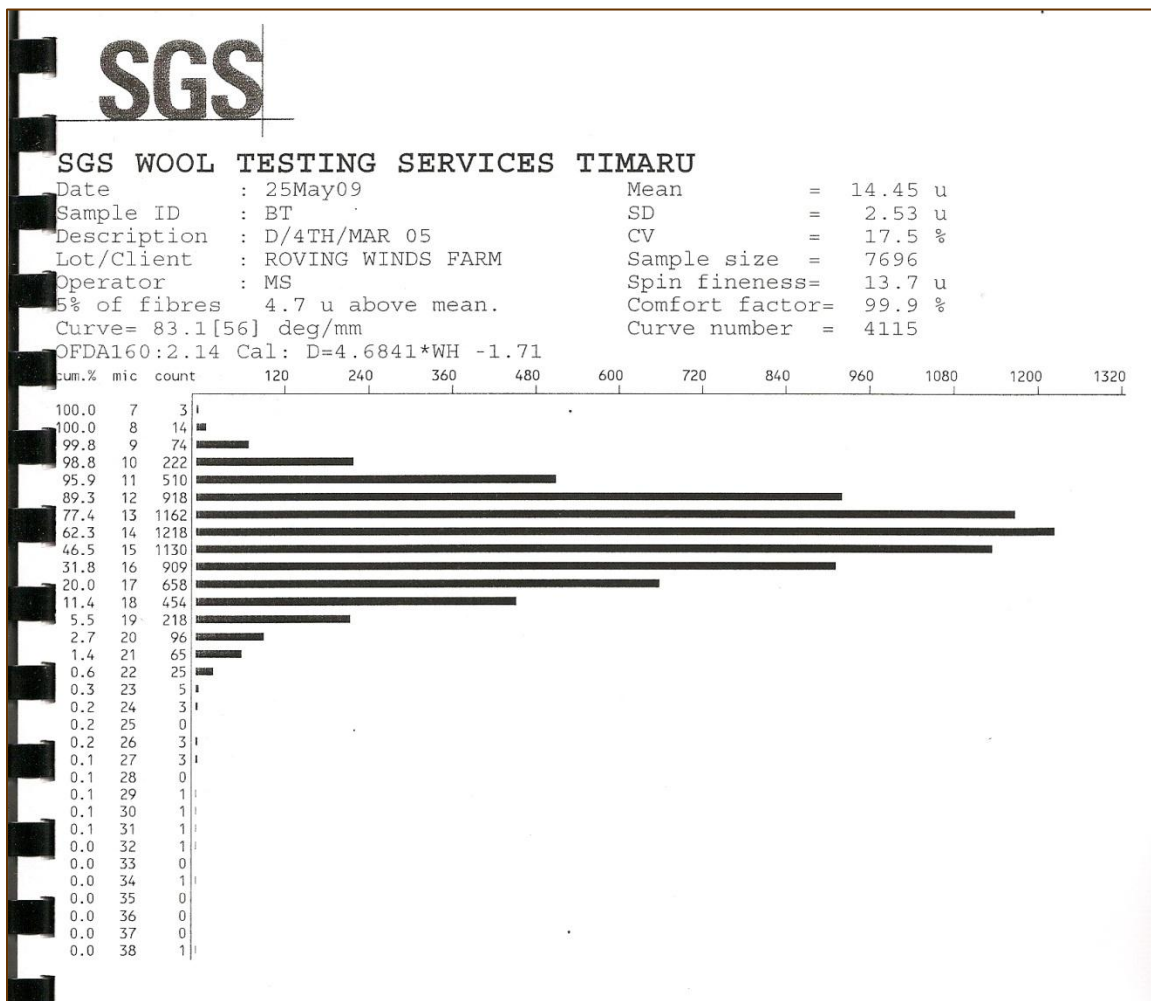 SGS
SGS WOOL TESTING SERVICES TIMARU
Date : 25May09 Mean = 14.45 u
Sample ID : BT SD = 2.53 u
Description : D/4TH/MAR 05 CV = 17.5 %
Lot/Client : ROVING WINDS FARM Sample size = 7696
Operator : MS Spin fineness= 13.7 u
5% of fibres 4.7 u above mean. Comfort factor= 99.9 %
Curve= 83.1[56] deg/mm Curve number = 4115
OFDA160:2.14 Cal: D=4.6841*WH -1.71
cum.% mic count 120 240 360 480 600 720 840 960 1080 1200 1320
100.0 7 3
100.0 8 14
99.8 9 74
98.8 10 222
95.9 11 510
89.3 12 918
77.4 13 1162
62.3 14 1218
46.5 15 1130
31.8 16 909
20.0 17 658
11.4 18 454
5.5 19 218
2.7 20 96
1.4 21 65
0.6 22 25
0.3 23 5
0.2 24 3
0.2 25 0
0.2 26 3
0.1 27 3
0.1 28 0
0.1 29 1
0.1 30 1
0.1 31 1
0.0 32 1
0.0 33 0
0.0 34 1
0.0 35 0
0.0 36 0
0.0 37 0
0.0 38 1